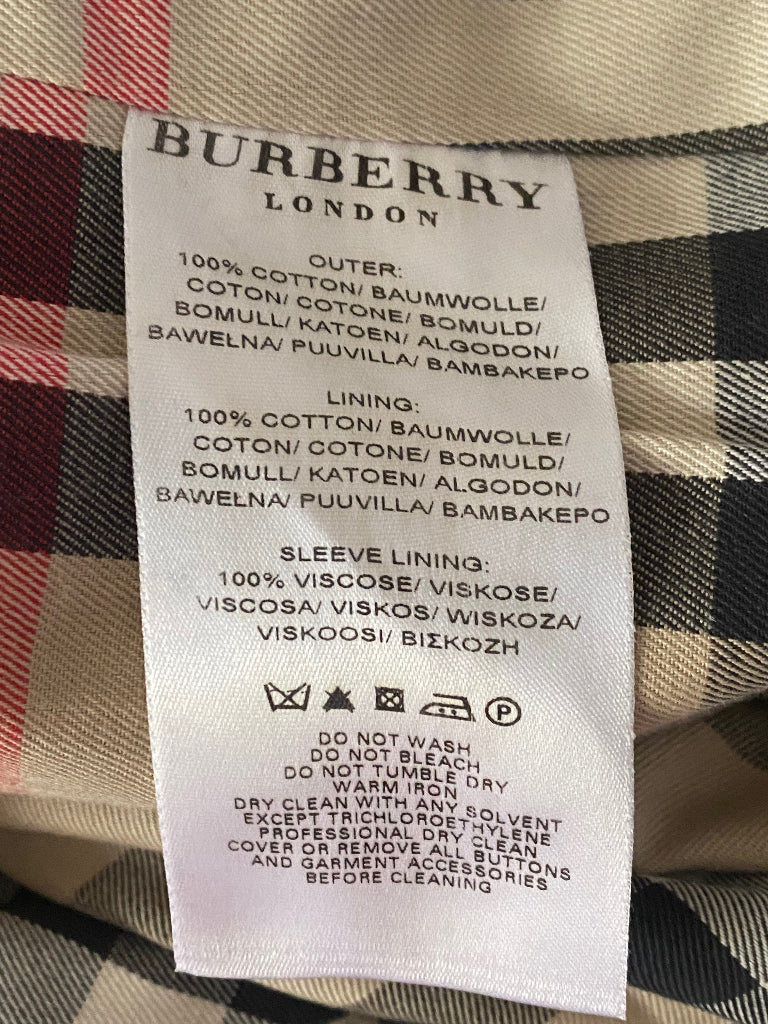 BURBERRY
LONDON
OUTER:
100% COTTON/ BAUMWOLLE/
COTON/ COTONE/ BOMULD/
BOMULL/ KATOEN/ ALGODON/
BAWEŁNA/ PUUVILLA/ BAMBAKEPO
LINING:
100% COTTON/ BAUMWOLLE/
COTON/ COTONE/ BOMULD/
BOMULL/ KATOEN/ ALGODON/
BAWEŁNA/ PUUVILLA/ BAMBAKEPO
SLEEVE LINING:
100% VISCOSE/ VISKOSE/
VISCOSA/ VISKOS/ WISKOZA/
VISKOOSI/ ΒΙΣΚΟΖΗ
P
DO NOT WASH
DO NOT BLEACH
DO NOT TUMBLE DRY
WARM IRON
DRY CLEAN WITH ANY SOLVENT
EXCEPT TRICHLOROETHYLENE
PROFESSIONAL DRY CLEAN
COVER OR REMOVE ALL BUTTONS
AND GARMENT ACCESSORIES
BEFORE CLEANING